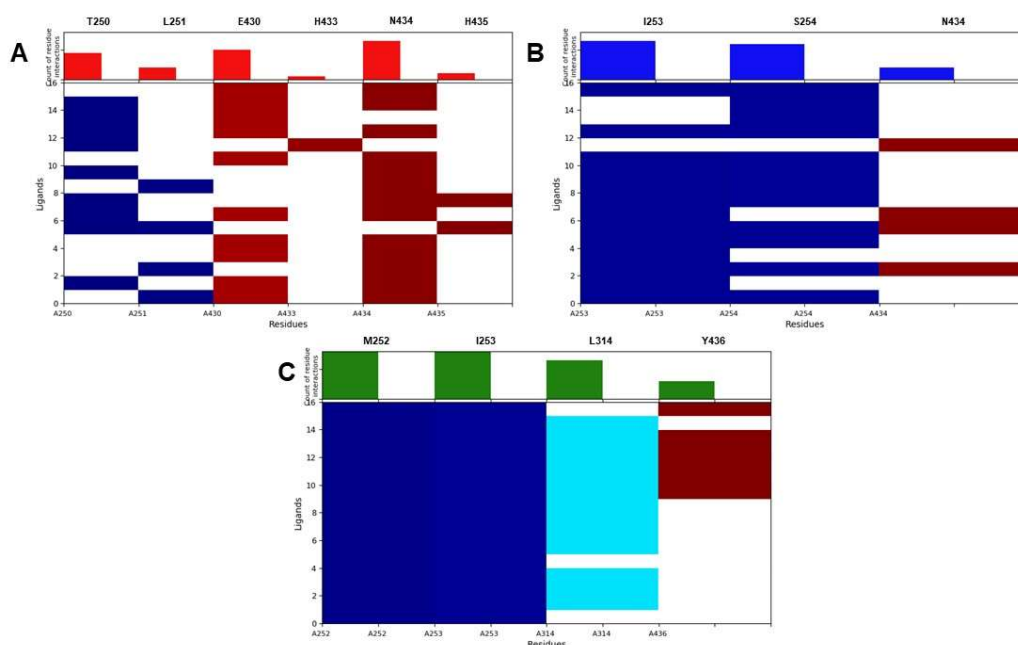 T250 L251 E430 H433 N434 H435
A
Count of residue
interactions
16
14
12
10
8
6
4
2
0
Ligands
A250 A251 A430 A433 A434 A435
Residues
I253 S254 N434
B
Count of residue
interactions
16
14
12
10
8
6
4
2
0
Ligands
A253 A253 A254 A254 A434
Residues
M252 I253 L314 Y436
C
Count of residue
interactions
16
14
12
10
8
6
4
2
0
Ligands
A252 A252 A253 A253 A314 A314 A436
Residues